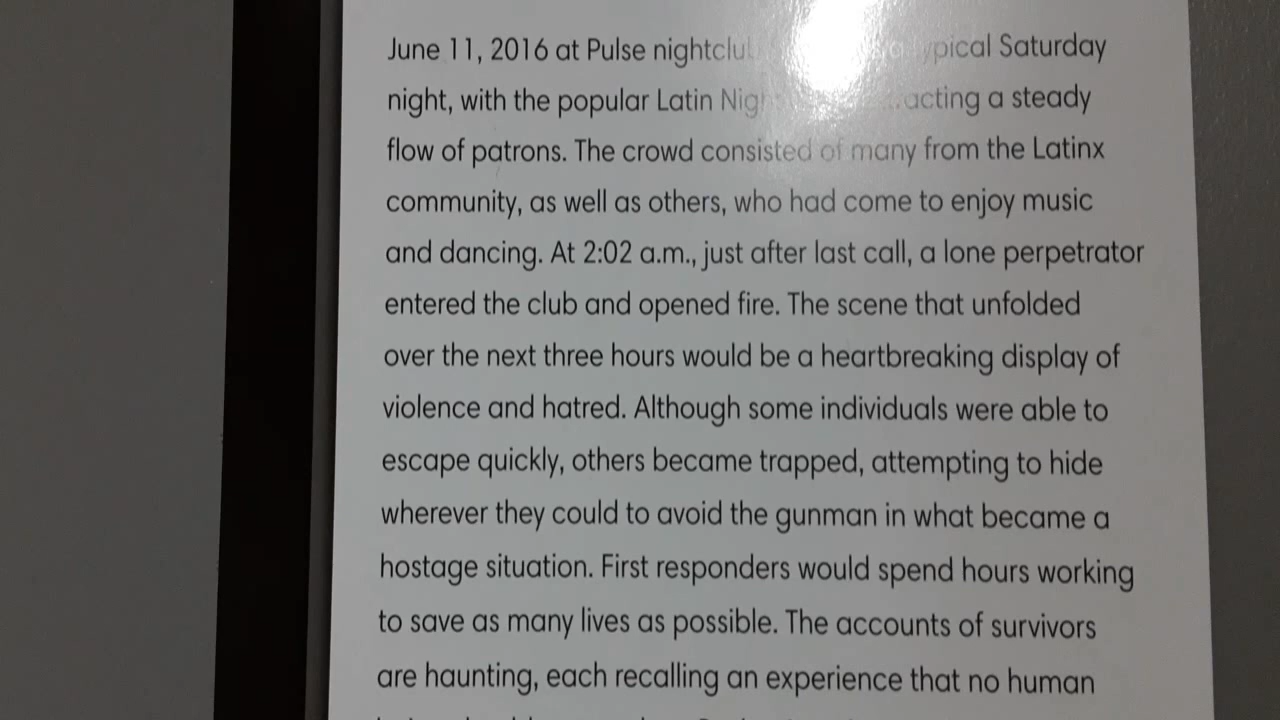 June 11, 2016 at Pulse nightclub typical Saturday
night, with the popular Latin Night attracting a steady
flow of patrons. The crowd consisted of many from the Latinx
community, as well as others, who had come to enjoy music
and dancing. At 2:02 a.m., just after last call, a lone perpetrator
entered the club and opened fire. The scene that unfolded
over the next three hours would be a heartbreaking display of
violence and hatred. Although some individuals were able to
escape quickly, others became trapped, attempting to hide
wherever they could to avoid the gunman in what became a
hostage situation. First responders would spend hours working
to save as many lives as possible. The accounts of survivors
are haunting, each recalling an experience that no human